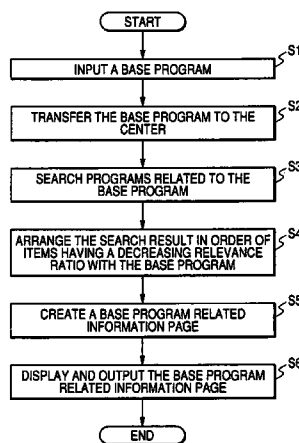 START
S1
INPUT A BASE PROGRAM
S2
TRANSFER THE BASE PROGRAM TO THE
CENTER
S3
SEARCH PROGRAMS RELATED TO THE
BASE PROGRAM
S4
ARRANGE THE SEARCH RESULT IN ORDER OF
ITEMS HAVING A DECREASING RELEVANCE
RATIO WITH THE BASE PROGRAM
S5
CREATE A BASE PROGRAM RELATED
INFORMATION PAGE
S6
DISPLAY AND OUTPUT THE BASE PROGRAM
RELATED INFORMATION PAGE
END